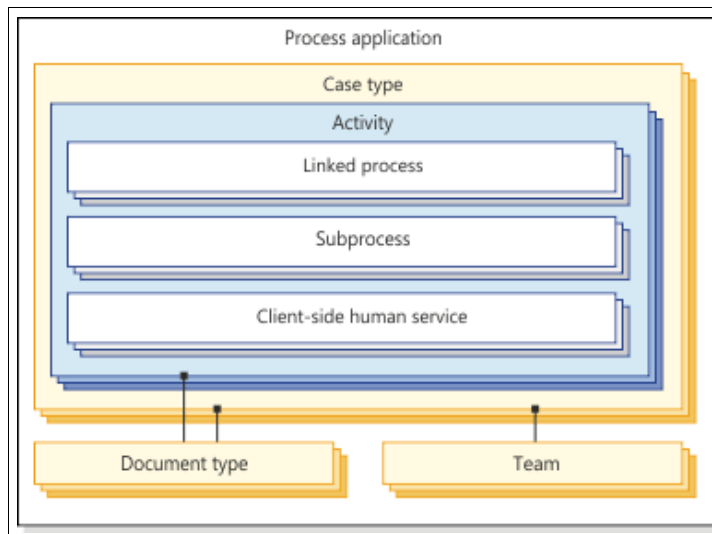 Process application
Case type
Activity
Linked process
Subprocess
Client-side human service
Document type
Team